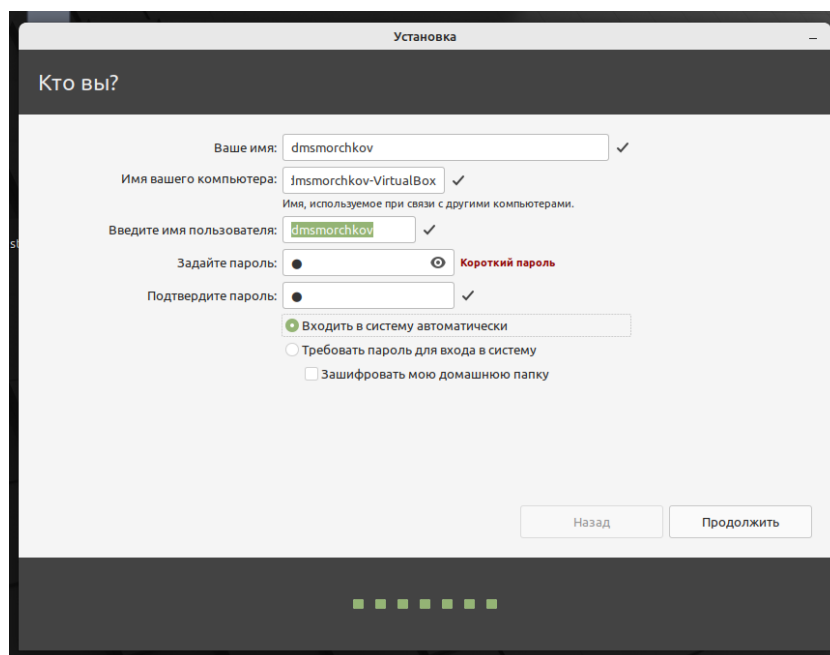 Установка
Кто вы?
Ваше имя: dmsmorchkov
Имя вашего компьютера: dmsmorchkov-VirtualBox
Имя, используемое при связи с другими компьютерами.
Введите имя пользователя: dmsmorchkov
Задайте пароль: ● Короткий пароль
Подтвердите пароль: ●
Входить в систему автоматически
Требовать пароль для входа в систему
Зашифровать мою домашнюю папку
Назад Продолжить